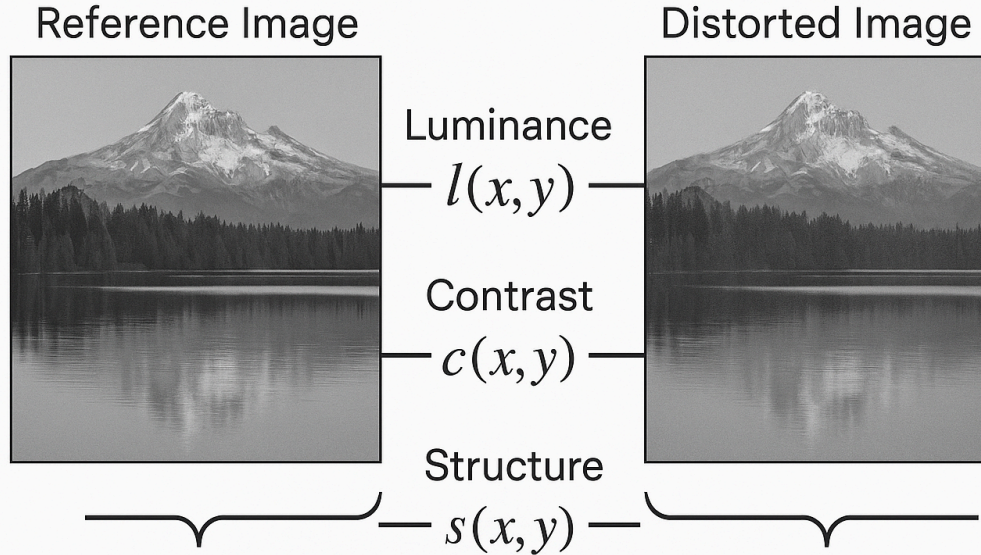 Reference Image
Distorted Image
Luminance
l(x, y)
Contrast
c(x, y)
Structure
s(x, y)